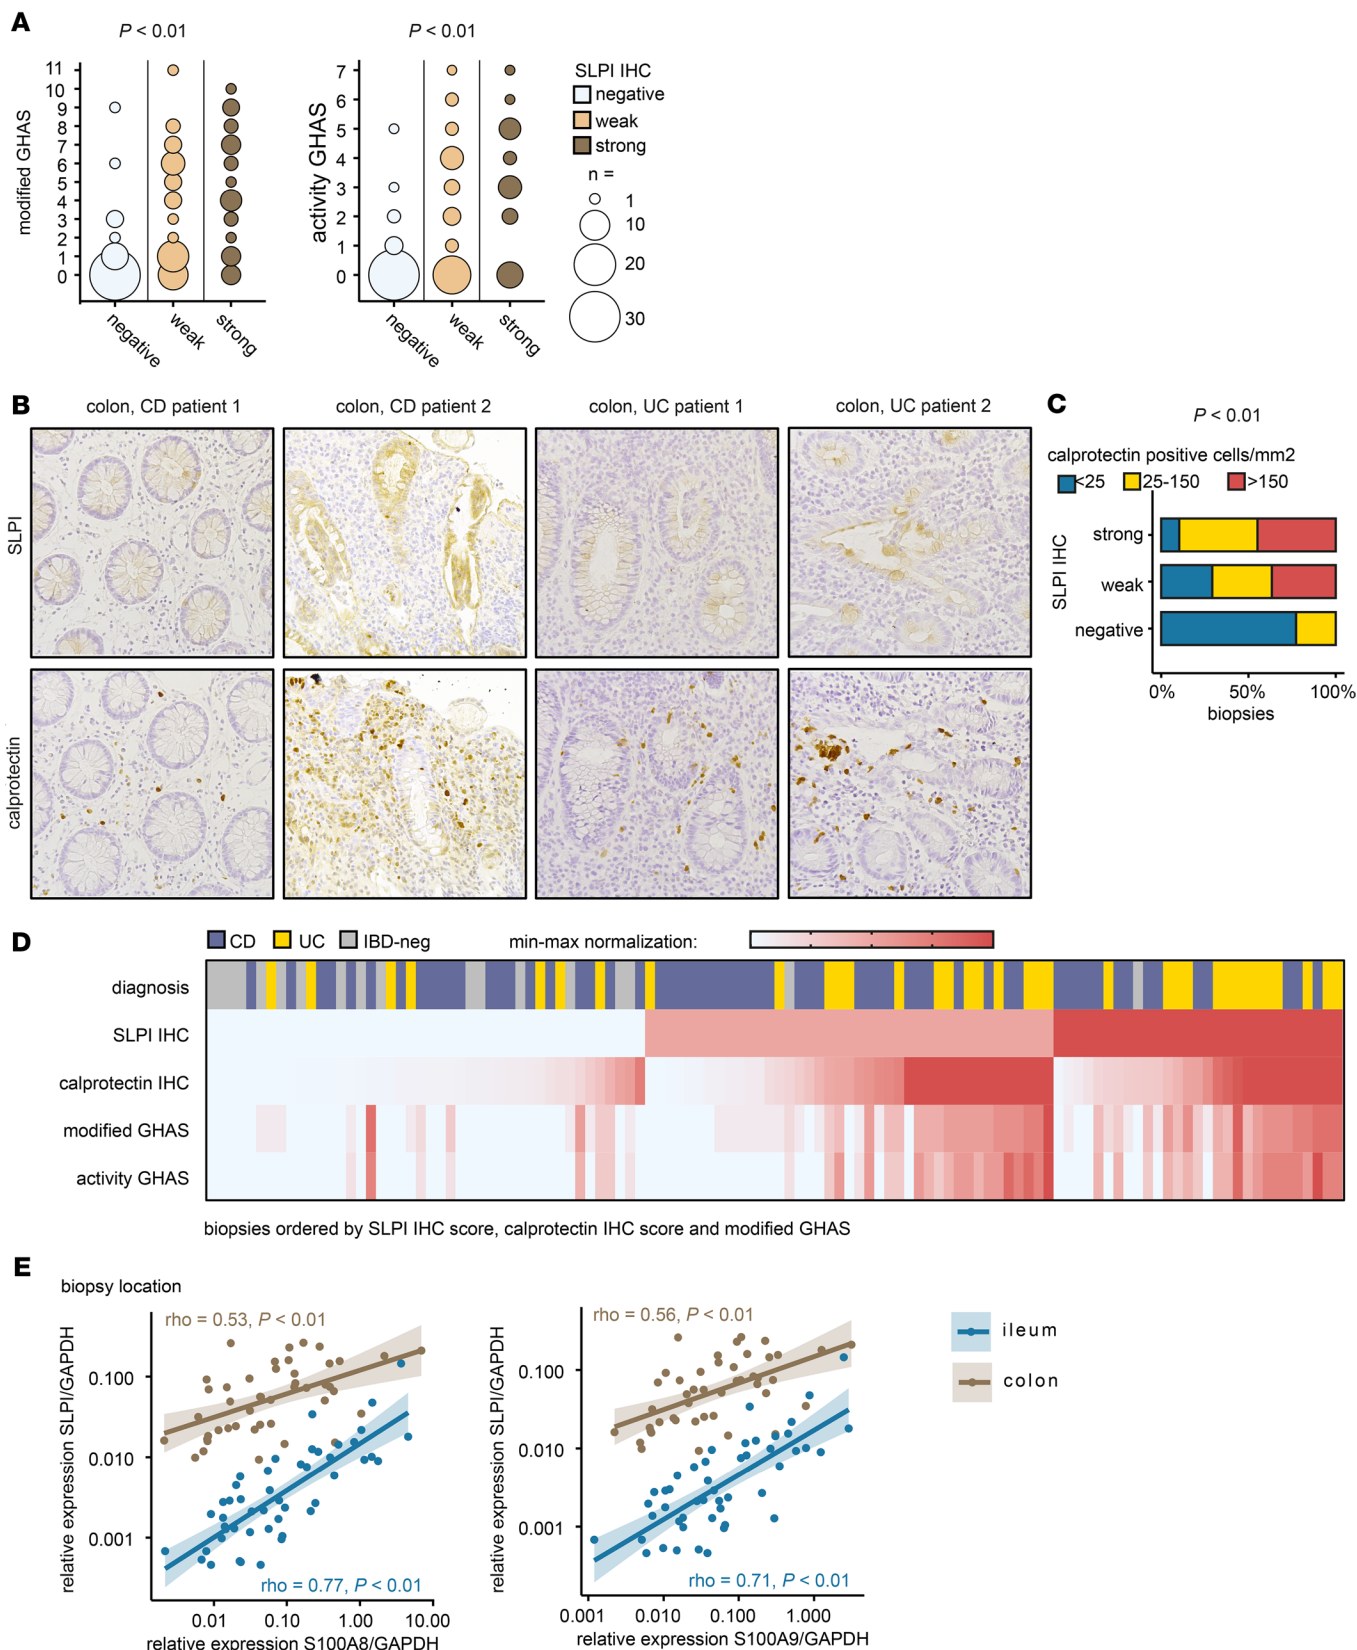 A
P < 0.01
P < 0.01
modified GHAS
11
10
9
8
7
6
5
4
3
2
1
0
negative
weak
strong
activity GHAS
7
6
5
4
3
2
1
0
negative
weak
strong
SLPI IHC
negative
weak
strong
n =
1
10
20
30
B
colon, CD patient 1
colon, CD patient 2
colon, UC patient 1
colon, UC patient 2
SLPI
calprotectin
C
P < 0.01
calprotectin positive cells/mm2
<25
25-150
>150
SLPI IHC
strong
weak
negative
0%
50%
100%
biopsies
D
CD
UC
IBD-neg
min-max normalization:
diagnosis
SLPI IHC
calprotectin IHC
modified GHAS
activity GHAS
biopsies ordered by SLPI IHC score, calprotectin IHC score and modified GHAS
E
biopsy location
rho = 0.53, P < 0.01
relative expression SLPI/GAPDH
0.100
0.010
0.001
rho = 0.77, P < 0.01
0.01
0.10
1.00
10.00
relative expression S100A8/GAPDH
rho = 0.56, P < 0.01
relative expression SLPI/GAPDH
0.100
0.010
0.001
rho = 0.71, P < 0.01
0.001
0.010
0.100
1.000
relative expression S100A9/GAPDH
ileum
colon